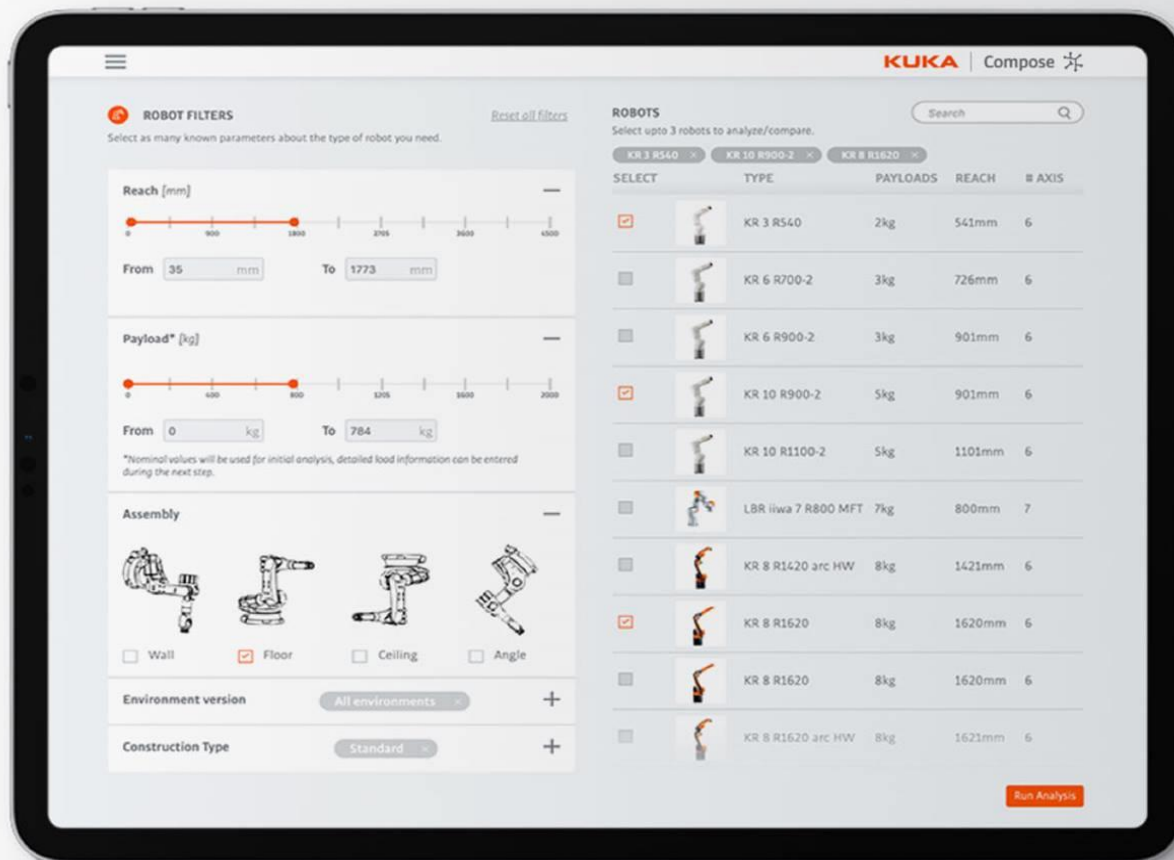 KUKA | Compose
ROBOT FILTERS
Reset all filters
Select as many known parameters about the type of robot you need.
Reach [mm]
0 900 1800 2705 3600 4500
From 35 mm To 1773 mm
Payload* [kg]
0 400 800 1205 1600 2000
From 0 kg To 784 kg
*Nominal values will be used for initial analysis, detailed load information can be entered
during the next step.
Assembly
Wall Floor Ceiling Angle
Environment version All environments ×
Construction Type Standard ×
ROBOTS
Search
Select upto 3 robots to analyze/compare.
KR 3 R540 × KR 10 R900-2 × KR 8 R1620 ×
SELECT TYPE PAYLOADS REACH # AXIS
KR 3 R540 2kg 541mm 6
KR 6 R700-2 3kg 726mm 6
KR 6 R900-2 3kg 901mm 6
KR 10 R900-2 5kg 901mm 6
KR 10 R1100-2 5kg 1101mm 6
LBR iiwa 7 R800 MFT 7kg 800mm 7
KR 8 R1420 arc HW 8kg 1421mm 6
KR 8 R1620 8kg 1620mm 6
KR 8 R1620 8kg 1620mm 6
KR 8 R1620 arc HW 8kg 1621mm 6
Run Analysis